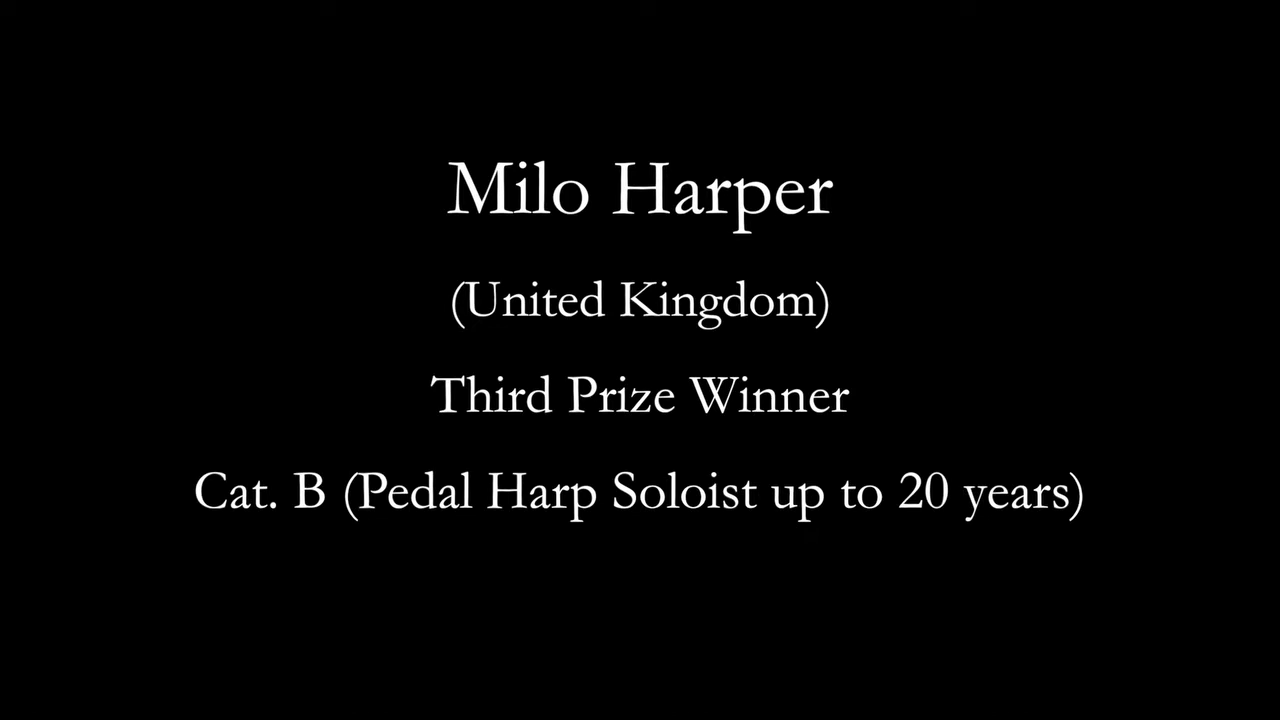 Milo Harper
(United Kingdom)
Third Prize Winner
Cat. B (Pedal Harp Soloist up to 20 years)